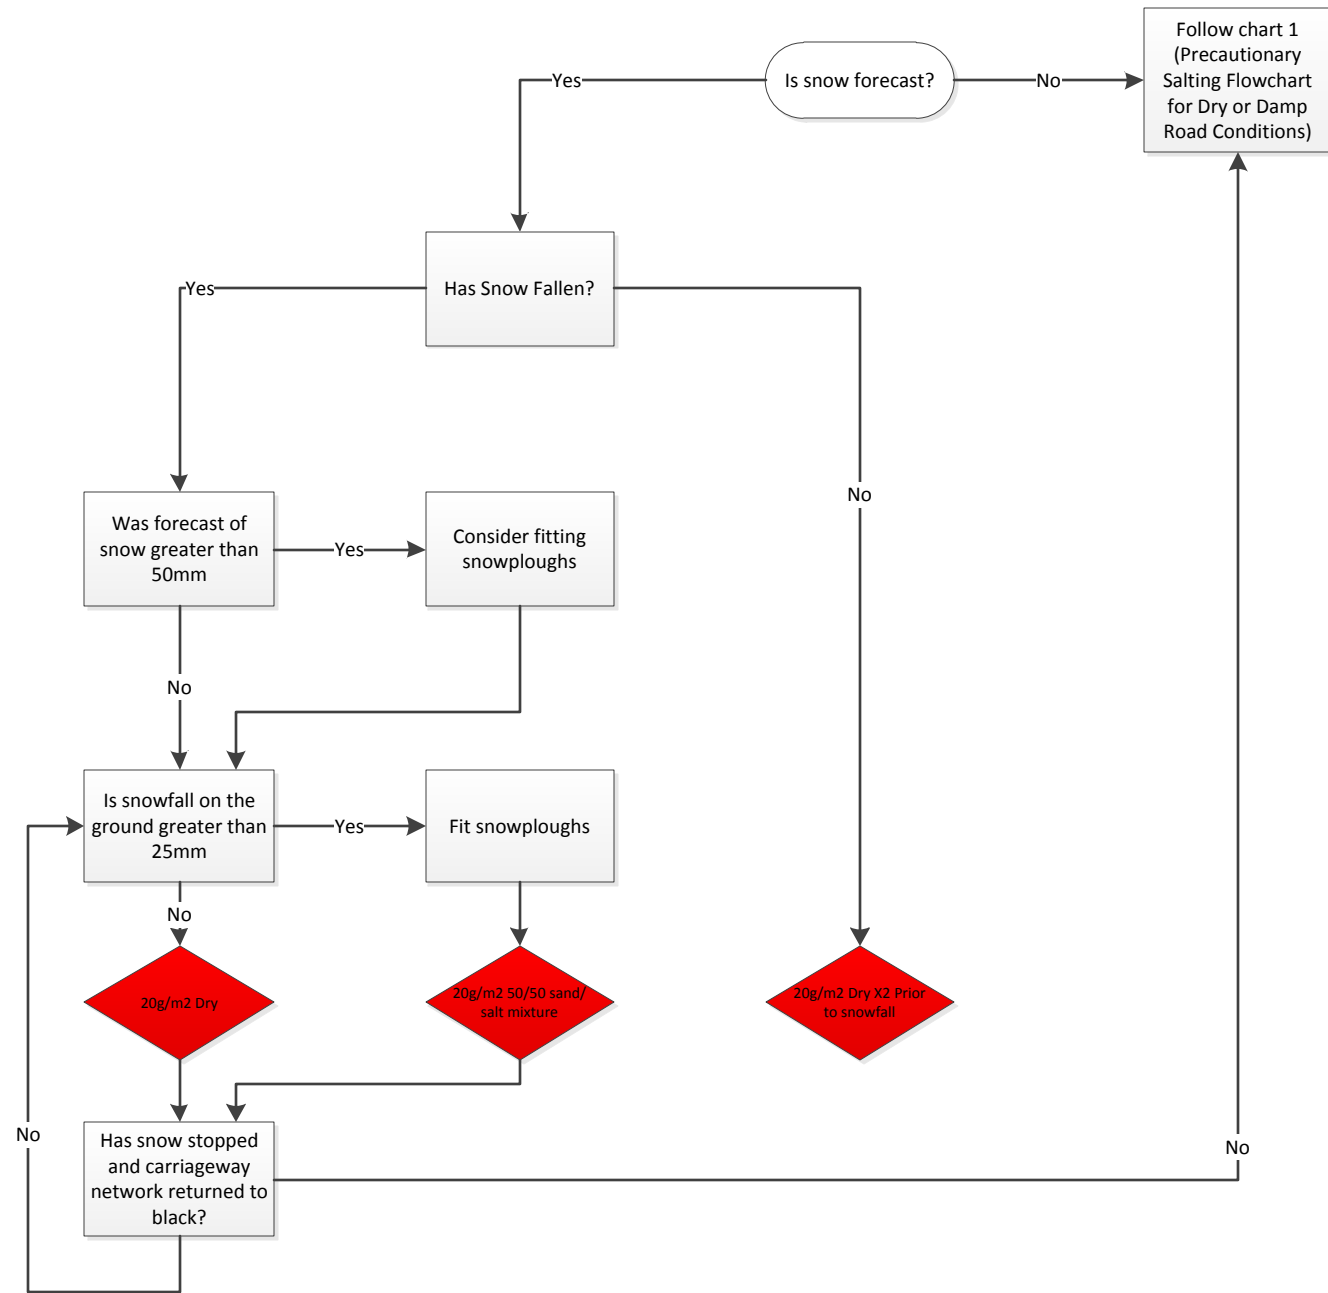 Is snow forecast?
Yes
No
Follow chart 1
(Precautionary
Salting Flowchart
for Dry or Damp
Road Conditions)
Has Snow Fallen?
Yes
No
Was forecast of
snow greater than
50mm
Yes
Consider fitting
snowploughs
No
Is snowfall on the
ground greater than
25mm
Yes
Fit snowploughs
No
20g/m2 Dry
20g/m2 50/50 sand/
salt mixture
20g/m2 Dry X2 Prior
to snowfall
Has snow stopped
and carriageway
network returned to
black?
No
No